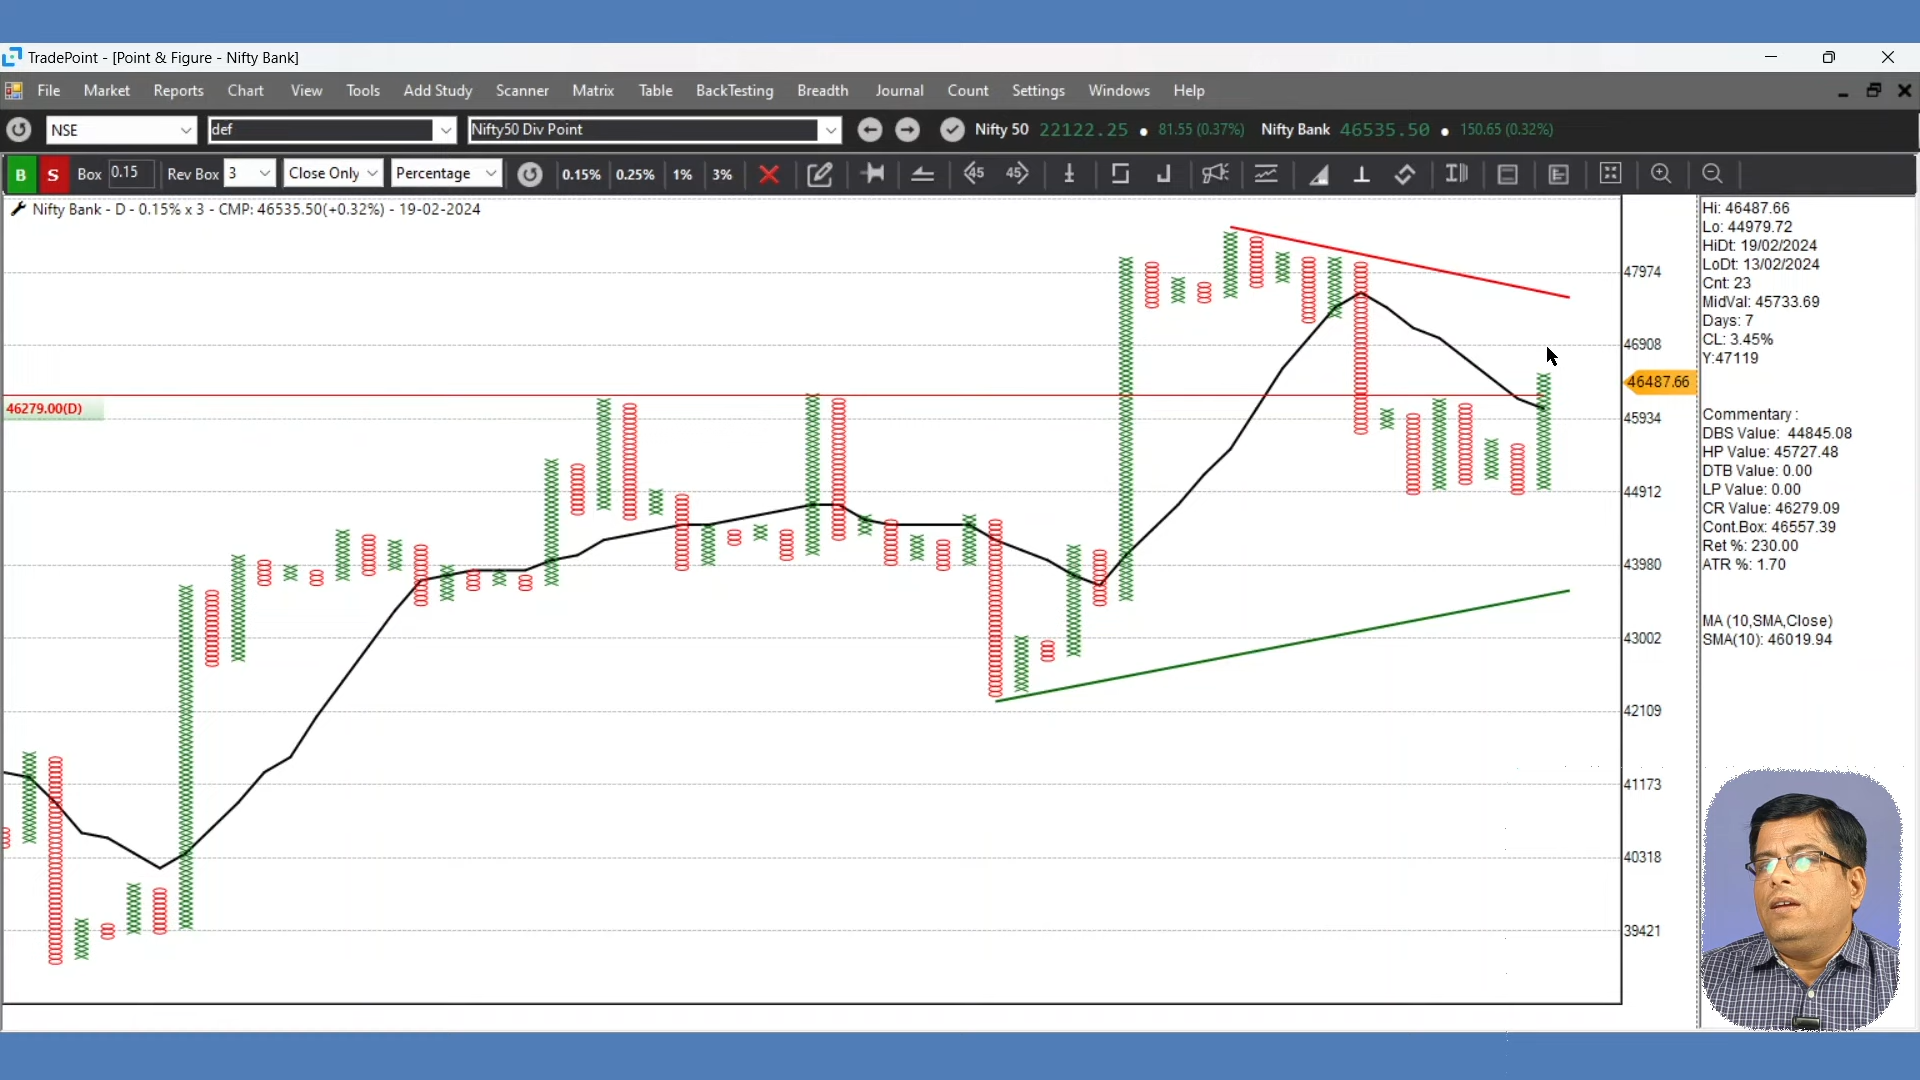 TradePoint - [Point & Figure - Nifty Bank]
File Market Reports Chart View Tools Add Study Scanner Matrix Table BackTesting Breadth Journal Count Settings Windows Help
NSE def Nifty50 Div Point Nifty 50 22122.25 ● 81.55 (0.37%) Nifty Bank 46535.50 ● 150.65 (0.32%)
B S Box 0.15 Rev Box 3 Close Only Percentage 0.15% 0.25% 1% 3% 45 45
Nifty Bank - D - 0.15% x 3 - CMP: 46535.50(+0.32%) - 19-02-2024
47974
46908
46487.66
46279.00(D)
45934
44912
43980
43002
42109
41173
40318
39421
Hi: 46487.66
Lo: 44979.72
HiDt: 19/02/2024
LoDt: 13/02/2024
Cnt: 23
MidVal: 45733.69
Days: 7
CL: 3.45%
Y:47119
Commentary :
DBS Value: 44845.08
HP Value: 45727.48
DTB Value: 0.00
LP Value: 0.00
CR Value: 46279.09
Cont.Box: 46557.39
Ret %: 230.00
ATR %: 1.70
MA (10,SMA,Close)
SMA(10): 46019.94